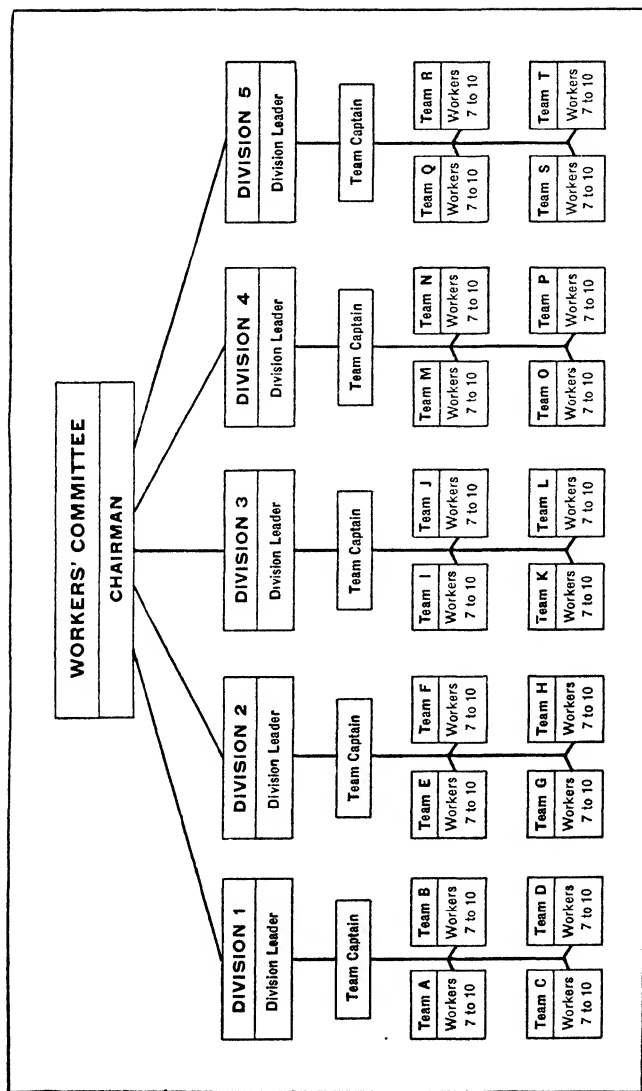 WORKERS' COMMITTEE
CHAIRMAN
DIVISION 1
Division Leader
Team Captain
Team A
Workers
7 to 10
Team B
Workers
7 to 10
Team C
Workers
7 to 10
Team D
Workers
7 to 10
DIVISION 2
Division Leader
Team Captain
Team E
Workers
7 to 10
Team F
Workers
7 to 10
Team G
Workers
7 to 10
Team H
Workers
7 to 10
DIVISION 3
Division Leader
Team Captain
Team I
Workers
7 to 10
Team J
Workers
7 to 10
Team K
Workers
7 to 10
Team L
Workers
7 to 10
DIVISION 4
Division Leader
Team Captain
Team M
Workers
7 to 10
Team N
Workers
7 to 10
Team O
Workers
7 to 10
Team P
Workers
7 to 10
DIVISION 5
Division Leader
Team Captain
Team Q
Workers
7 to 10
Team R
Workers
7 to 10
Team S
Workers
7 to 10
Team T
Workers
7 to 10